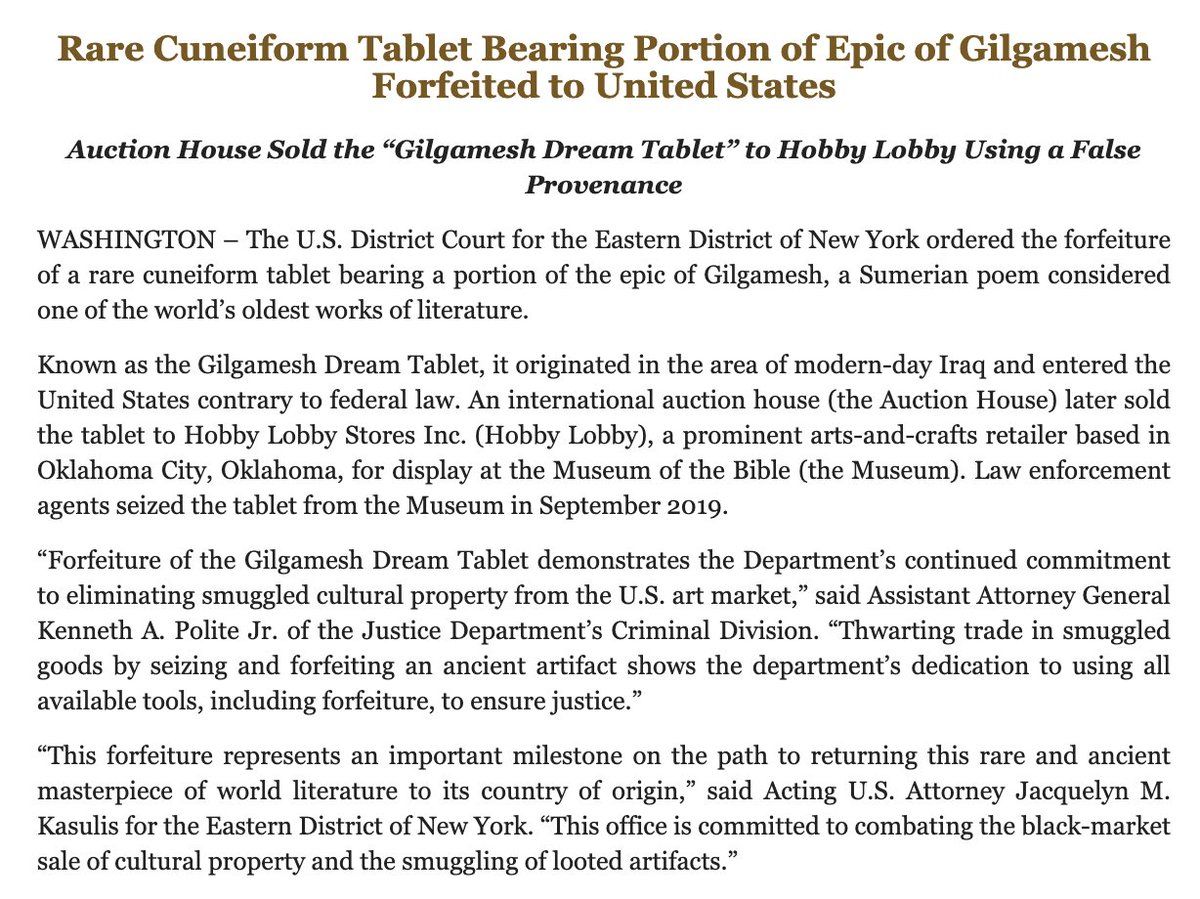 Rare Cuneiform Tablet Bearing Portion of Epic of Gilgamesh
Forfeited to United States
Auction House Sold the “Gilgamesh Dream Tablet” to Hobby Lobby Using a False
Provenance
WASHINGTON – The U.S. District Court for the Eastern District of New York ordered the forfeiture
of a rare cuneiform tablet bearing a portion of the epic of Gilgamesh, a Sumerian poem considered
one of the world’s oldest works of literature.
Known as the Gilgamesh Dream Tablet, it originated in the area of modern-day Iraq and entered the
United States contrary to federal law. An international auction house (the Auction House) later sold
the tablet to Hobby Lobby Stores Inc. (Hobby Lobby), a prominent arts-and-crafts retailer based in
Oklahoma City, Oklahoma, for display at the Museum of the Bible (the Museum). Law enforcement
agents seized the tablet from the Museum in September 2019.
“Forfeiture of the Gilgamesh Dream Tablet demonstrates the Department’s continued commitment
to eliminating smuggled cultural property from the U.S. art market,” said Assistant Attorney General
Kenneth A. Polite Jr. of the Justice Department’s Criminal Division. “Thwarting trade in smuggled
goods by seizing and forfeiting an ancient artifact shows the department’s dedication to using all
available tools, including forfeiture, to ensure justice.”
“This forfeiture represents an important milestone on the path to returning this rare and ancient
masterpiece of world literature to its country of origin,” said Acting U.S. Attorney Jacquelyn M.
Kasulis for the Eastern District of New York. “This office is committed to combating the black-market
sale of cultural property and the smuggling of looted artifacts.”